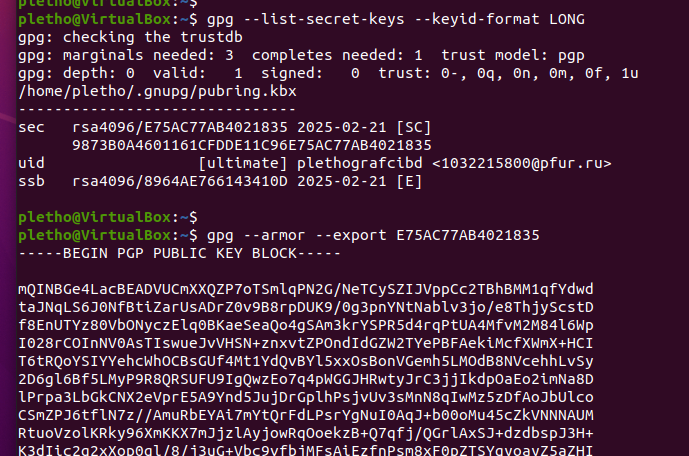 pletho@VirtualBox:~$
pletho@VirtualBox:~$ gpg --list-secret-keys --keyid-format LONG
gpg: checking the trustdb
gpg: marginals needed: 3  completes needed: 1  trust model: pgp
gpg: depth: 0  valid:   1  signed:   0  trust: 0-, 0q, 0n, 0m, 0f, 1u
/home/pletho/.gnupg/pubring.kbx
-------------------------------
sec   rsa4096/E75AC77AB4021835 2025-02-21 [SC]
      9873B0A4601161CFDDE11C96E75AC77AB4021835
uid                 [ultimate] plethografcibd <1032215800@pfur.ru>
ssb   rsa4096/8964AE766143410D 2025-02-21 [E]
pletho@VirtualBox:~$
pletho@VirtualBox:~$ gpg --armor --export E75AC77AB4021835
-----BEGIN PGP PUBLIC KEY BLOCK-----
mQINBGe4LacBEADVUCmXXQZP7oTSmlqPN2G/NeTCySZIJVppCc2TBhBMM1qfYdwd
taJNqLS6J0NfBtiZarUsADrZ0v9B8rpDUK9/0g3pnYNtNablv3jo/e8ThjyScstD
f8EnUTYz80VbONyczElq0BKaeSeaQo4gSAm3krYSPR5d4rqPtUA4MfvM2M84l6Wp
I028rCOInNV0AsTIswueJvVHSN+znxvtZPOndIdGZW2TYePBFAekiMcfXWmX+HCI
T6tRQoYSIYYehcWhOCBsGUf4Mt1YdQvBYl5xxOsBonVGemh5LMOdB8NVcehhLvSy
2D6gl6Bf5LMyP9R8QRSUFU9IgQwzEo7q4pWGGJHRwtyJrC3jjIkdpOaEo2imNa8D
lPrpa3LbGkCNX2eVprE5A9Ynd5JujDrGplhPsjvUv3sMnN8qIwMz5zDfAoJbUlco
CSmZPJ6tflN7z//AmuRbEYAi7mYtQrFdLPsrYgNuI0AqJ+b00oMu45cZkVNNNAUM
RtuoVzolKRky96XmKKX7mJjzlAyjowRqOoekzB+Q7qfj/QGrlAxSJ+dzdbspJ3H+